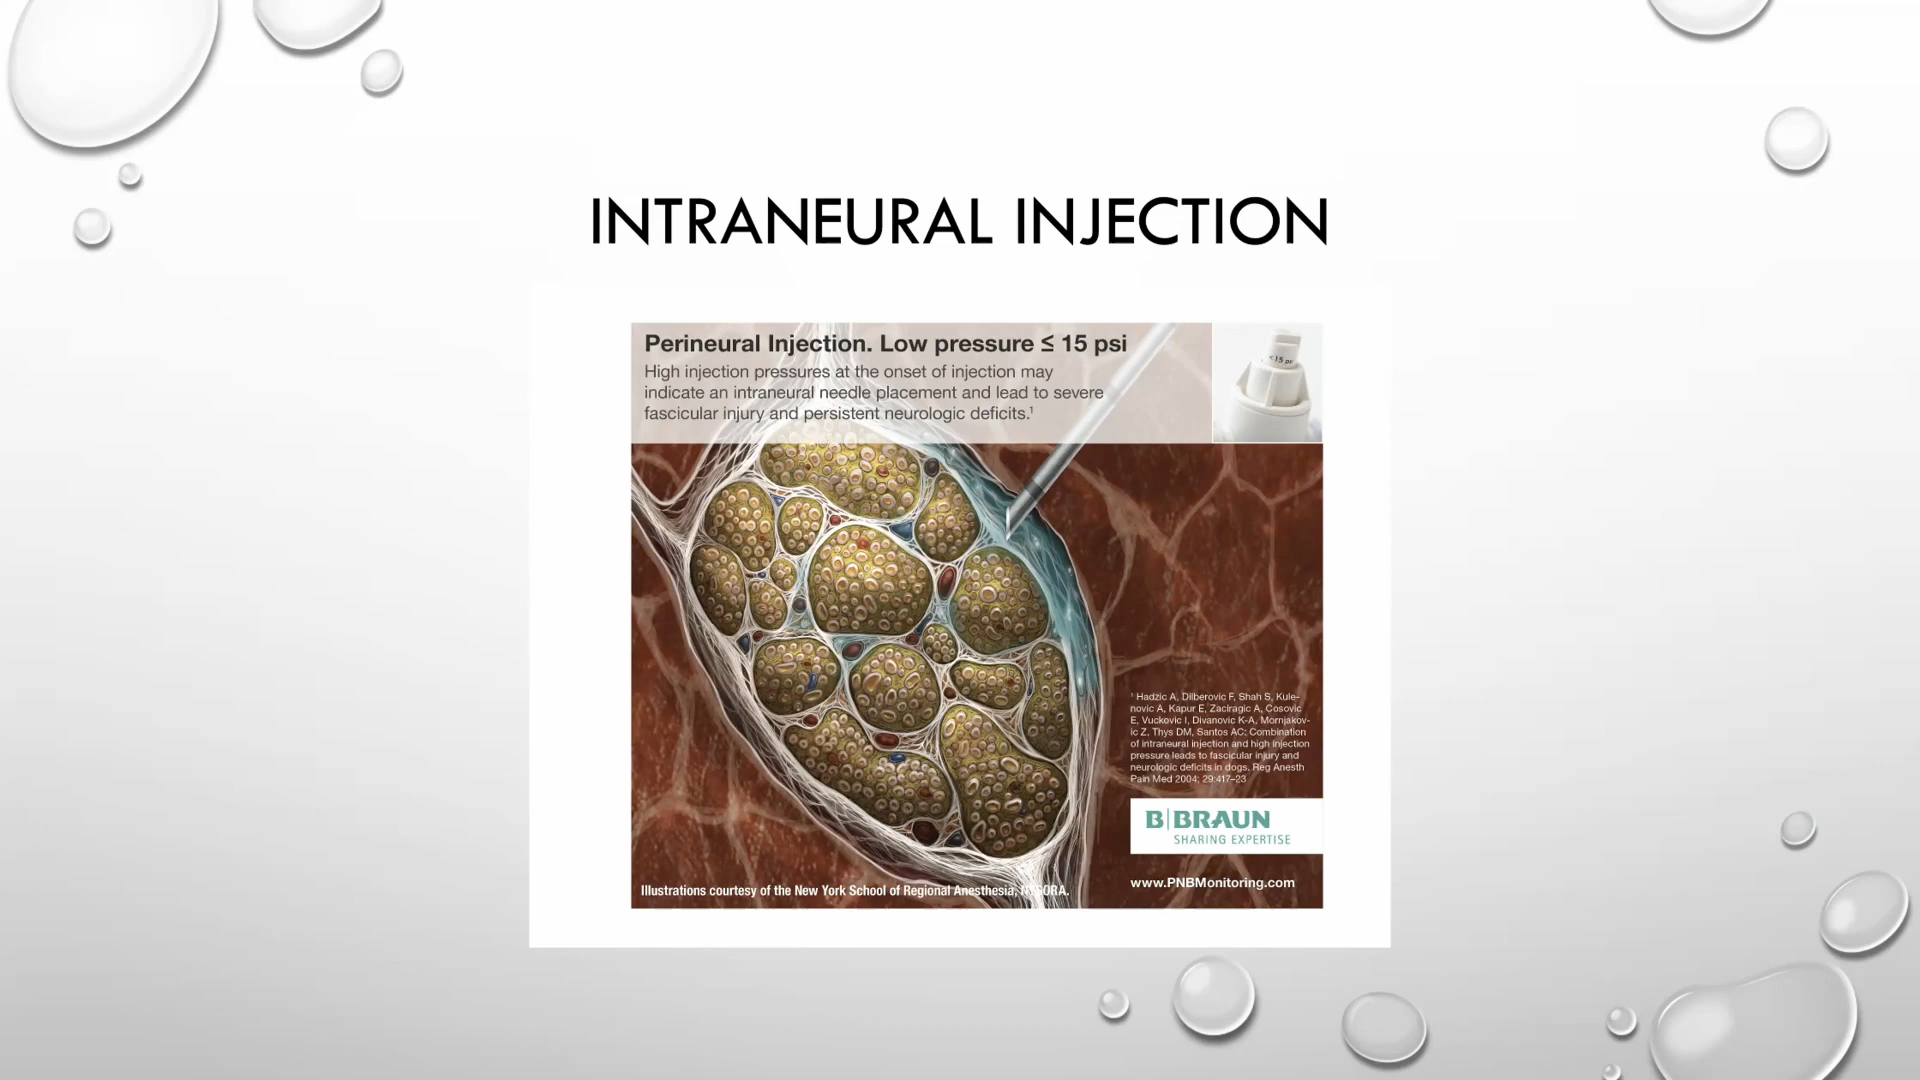 INTRANEURAL INJECTION
Perineural Injection. Low pressure ≤ 15 psi
High injection pressures at the onset of injection may
indicate an intraneural needle placement and lead to severe
fascicular injury and persistent neurologic deficits.¹
<15 psi
¹ Hadzic A, Dilberovic F, Shah S, Kule-
novic A, Kapur E, Zaciragic A, Cosovic
E, Vuckovic I, Divanovic K-A, Mornjakov-
ic Z, Thys DM, Santos AC: Combination
of intraneural injection and high injection
pressure leads to fascicular injury and
neurologic deficits in dogs. Reg Anesth
Pain Med 2004; 29:417–23
B|BRAUN
SHARING EXPERTISE
www.PNBMonitoring.com
Illustrations courtesy of the New York School of Regional Anesthesia, NYSORA.